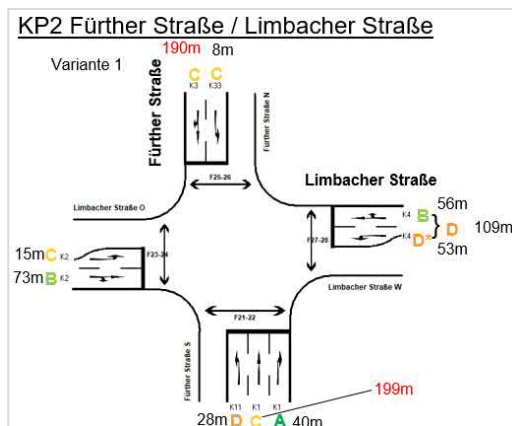 KP2 Fürther Straße / Limbacher Straße
190m 8m
Variante 1
C C
K3 K33
Fürther Straße
Fürther Straße N
Limbacher Straße
F25-26
Limbacher Straße O
K4 B 56m
D 109m
K4 D* 53m
15m C K2
73m B K2
F23-24
F27-28
Limbacher Straße W
F21-22
Fürther Straße S
199m
K11 K1 K1
28m D C A 40m